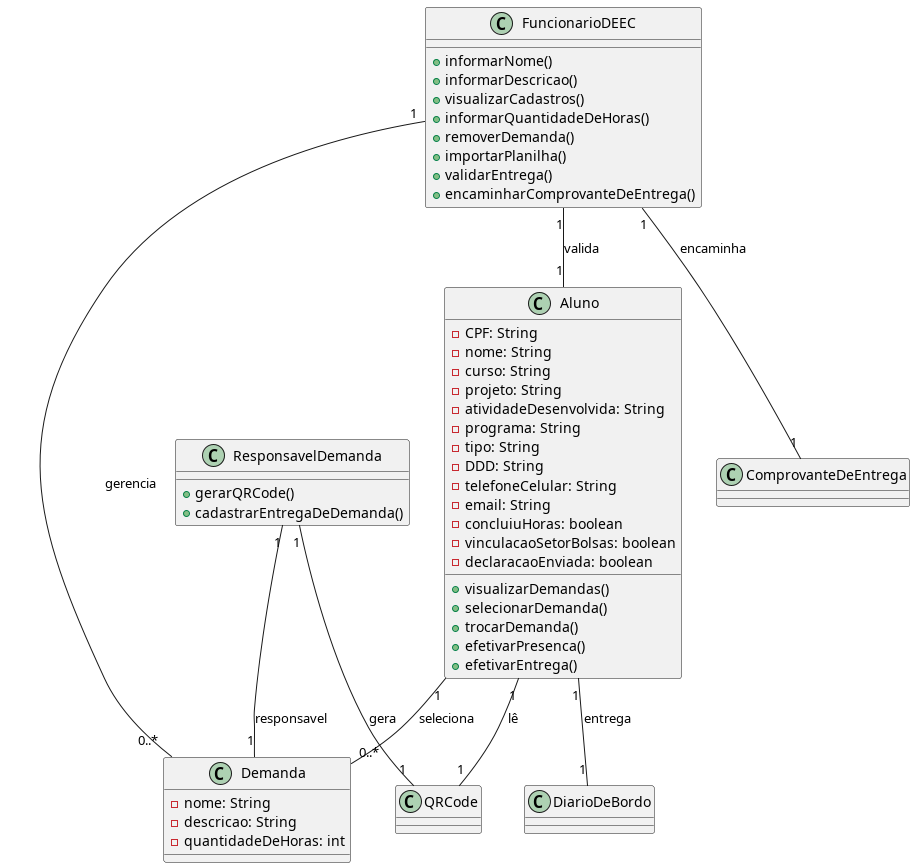 C FuncionarioDEEC
informarNome()
informarDescricao()
visualizarCadastros()
informarQuantidadeDeHoras()
removerDemanda()
importarPlanilha()
validarEntrega()
encaminharComprovanteDeEntrega()
1
1
1
valida
encaminha
1
C Aluno
CPF: String
nome: String
curso: String
projeto: String
atividadeDesenvolvida: String
programa: String
tipo: String
DDD: String
telefoneCelular: String
email: String
concluiuHoras: boolean
vinculacaoSetorBolsas: boolean
declaracaoEnviada: boolean
visualizarDemandas()
selecionarDemanda()
trocarDemanda()
efetivarPresenca()
efetivarEntrega()
1
C ComprovanteDeEntrega
gerencia
C ResponsavelDemanda
gerarQRCode()
cadastrarEntregaDeDemanda()
1
1
1
1
1
responsavel
gera
seleciona
lê
entrega
0..*
1
0..*
1
1
1
C Demanda
nome: String
descricao: String
quantidadeDeHoras: int
C QRCode
C DiarioDeBordo